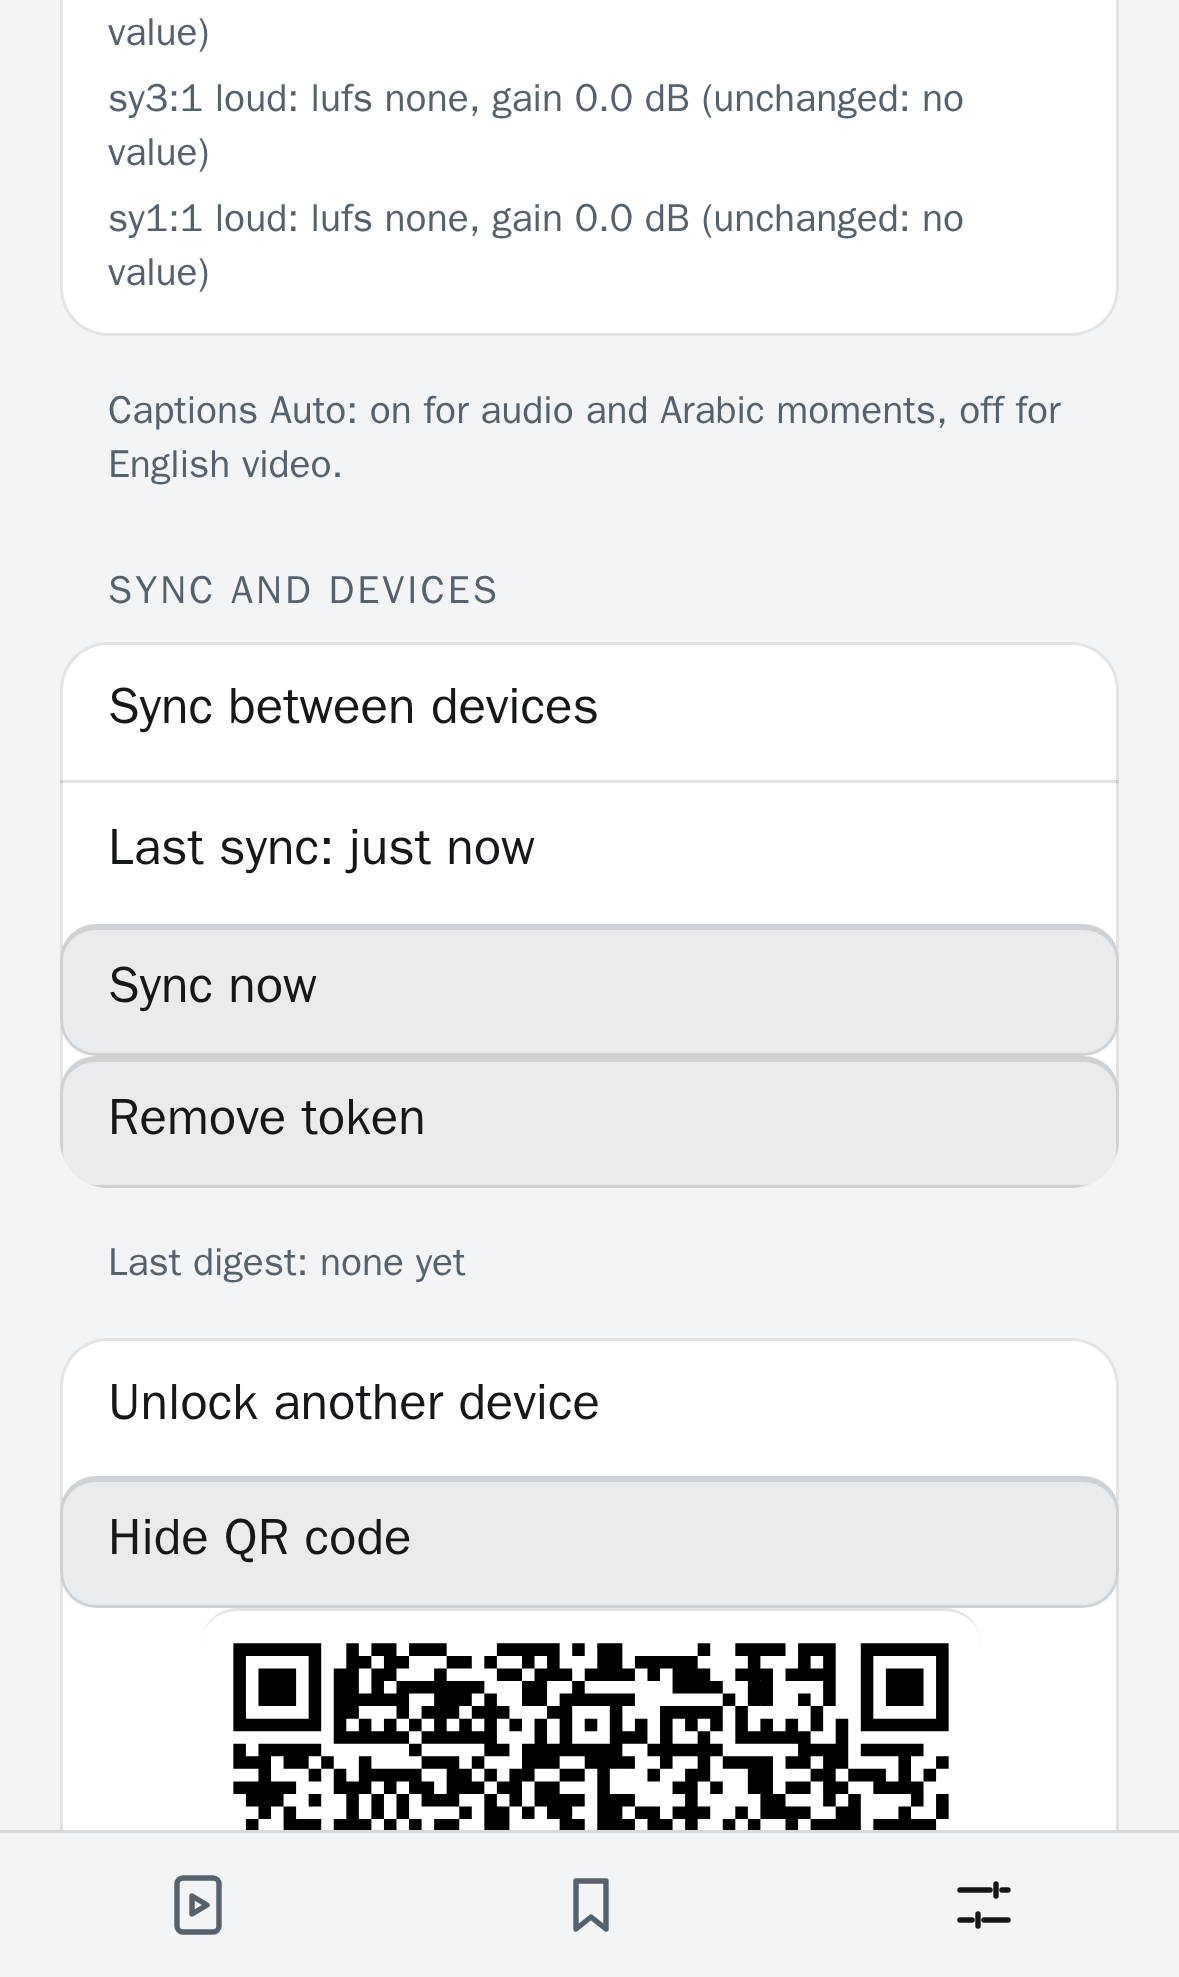 value)
sy3:1 loud: lufs none, gain 0.0 dB (unchanged: no
value)
sy1:1 loud: lufs none, gain 0.0 dB (unchanged: no
value)
Captions Auto: on for audio and Arabic moments, off for
English video.
SYNC AND DEVICES
Sync between devices
Last sync: just now
Sync now
Remove token
Last digest: none yet
Unlock another device
Hide QR code